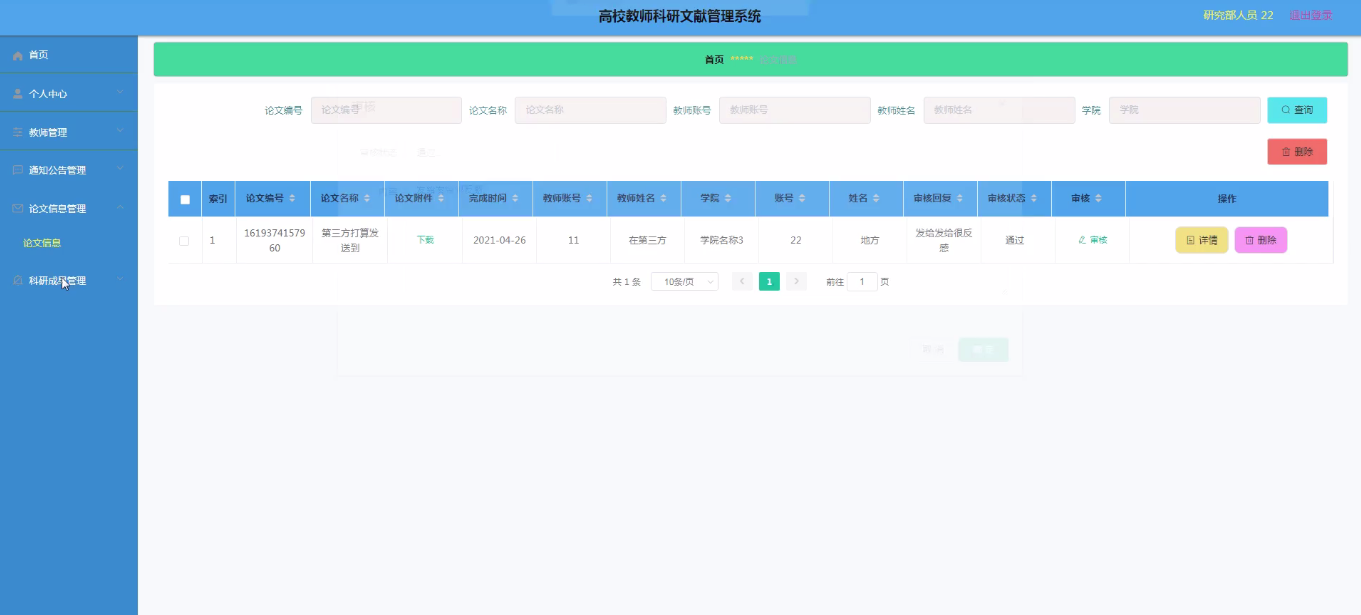 高校教师科研文献管理系统
研究部人员 22 退出登录
首页
个人中心
教师管理
通知公告管理
论文信息管理
论文信息
科研成果管理
首页 *****
论文编号 论文编号 论文名称 论文名称 教师账号 教师账号 教师姓名 教师姓名 学院 学院 查询
删除
索引 论文编号 论文名称 论文附件 完成时间 教师账号 教师姓名 学院 账号 姓名 审核回复 审核状态 审核 操作
1 16193741579 第三方打算发 下载 2021-04-26 11 在第三方 学院名称3 22 地方 发给发给很反 通过 审核 详情 删除
60 送到 感
共 1 条 10条/页 1 前往 1 页